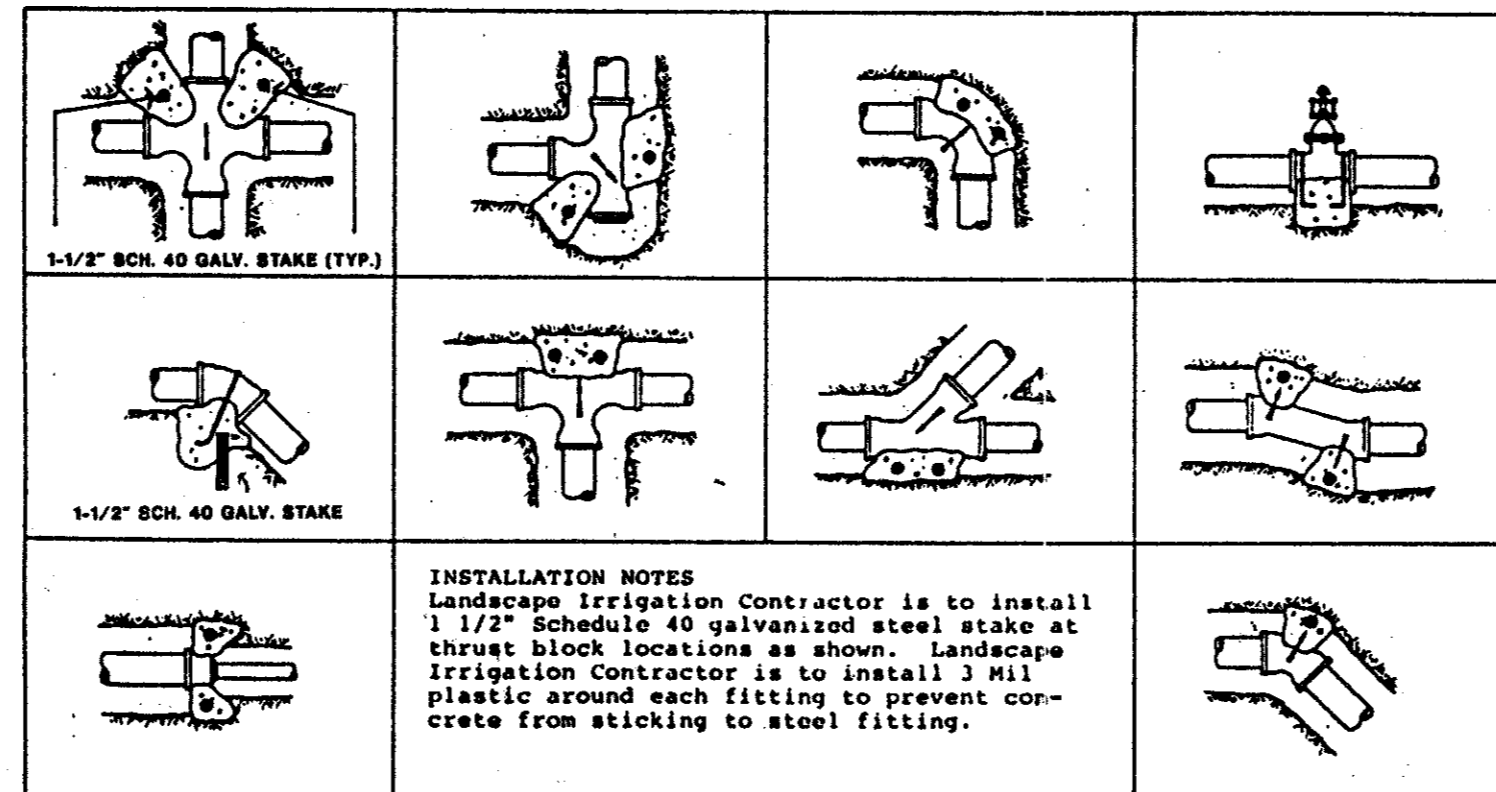 1-1/2" SCH. 40 GALV. STAKE (TYP.)
1-1/2" SCH. 40 GALV. STAKE
INSTALLATION NOTES
Landscape Irrigation Contractor is to install
1 1/2" Schedule 40 galvanized steel stake at
thrust block locations as shown. Landscape
Irrigation Contractor is to install 3 Mil
plastic around each fitting to prevent con-
crete from sticking to steel fitting.